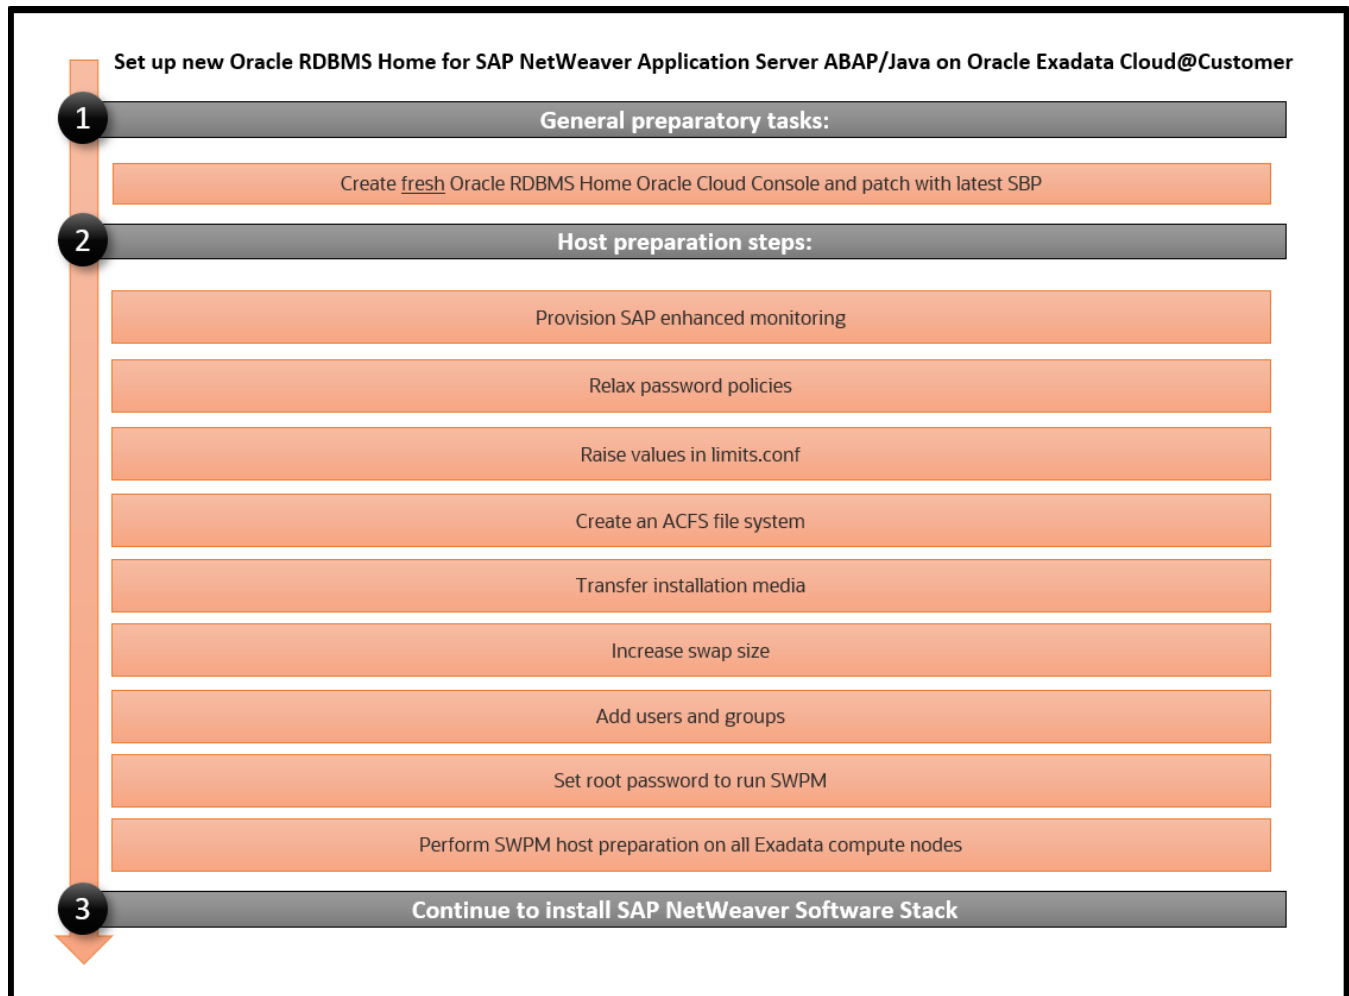 Set up new Oracle RDBMS Home for SAP NetWeaver Application Server ABAP/Java on Oracle Exadata Cloud@Customer
1 General preparatory tasks:
Create fresh Oracle RDBMS Home Oracle Cloud Console and patch with latest SBP
2 Host preparation steps:
Provision SAP enhanced monitoring
Relax password policies
Raise values in limits.conf
Create an ACFS file system
Transfer installation media
Increase swap size
Add users and groups
Set root password to run SWPM
Perform SWPM host preparation on all Exadata compute nodes
3 Continue to install SAP NetWeaver Software Stack